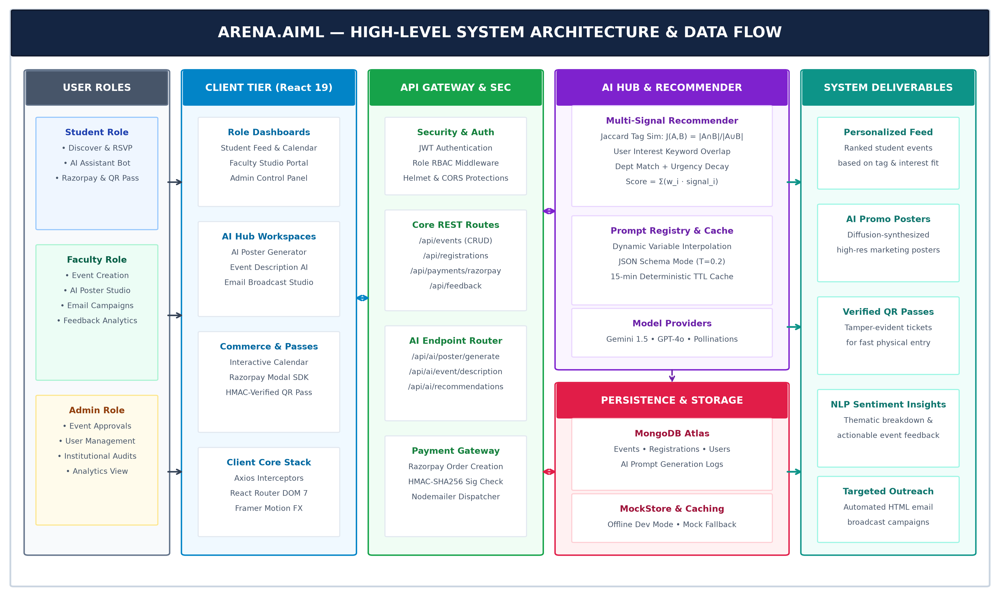 ARENA.AIML — HIGH-LEVEL SYSTEM ARCHITECTURE & DATA FLOW
USER ROLES
Student Role
• Discover & RSVP
• AI Assistant Bot
• Razorpay & QR Pass
Faculty Role
• Event Creation
• AI Poster Studio
• Email Campaigns
• Feedback Analytics
Admin Role
• Event Approvals
• User Management
• Institutional Audits
• Analytics View
CLIENT TIER (React 19)
Role Dashboards
Student Feed & Calendar
Faculty Studio Portal
Admin Control Panel
AI Hub Workspaces
AI Poster Generator
Event Description AI
Email Broadcast Studio
Commerce & Passes
Interactive Calendar
Razorpay Modal SDK
HMAC-Verified QR Pass
Client Core Stack
Axios Interceptors
React Router DOM 7
Framer Motion FX
API GATEWAY & SEC
Security & Auth
JWT Authentication
Role RBAC Middleware
Helmet & CORS Protections
Core REST Routes
/api/events (CRUD)
/api/registrations
/api/payments/razorpay
/api/feedback
AI Endpoint Router
/api/ai/poster/generate
/api/ai/event/description
/api/ai/recommendations
Payment Gateway
Razorpay Order Creation
HMAC-SHA256 Sig Check
Nodemailer Dispatcher
AI HUB & RECOMMENDER
Multi-Signal Recommender
Jaccard Tag Sim: J(A,B) = |A∩B|/|A∪B|
User Interest Keyword Overlap
Dept Match + Urgency Decay
Score = Σ(w_i · signal_i)
Prompt Registry & Cache
Dynamic Variable Interpolation
JSON Schema Mode (T=0.2)
15-min Deterministic TTL Cache
Model Providers
Gemini 1.5 • GPT-4o • Pollinations
PERSISTENCE & STORAGE
MongoDB Atlas
Events • Registrations • Users
AI Prompt Generation Logs
MockStore & Caching
Offline Dev Mode • Mock Fallback
SYSTEM DELIVERABLES
Personalized Feed
Ranked student events
based on tag & interest fit
AI Promo Posters
Diffusion-synthesized
high-res marketing posters
Verified QR Passes
Tamper-evident tickets
for fast physical entry
NLP Sentiment Insights
Thematic breakdown &
actionable event feedback
Targeted Outreach
Automated HTML email
broadcast campaigns